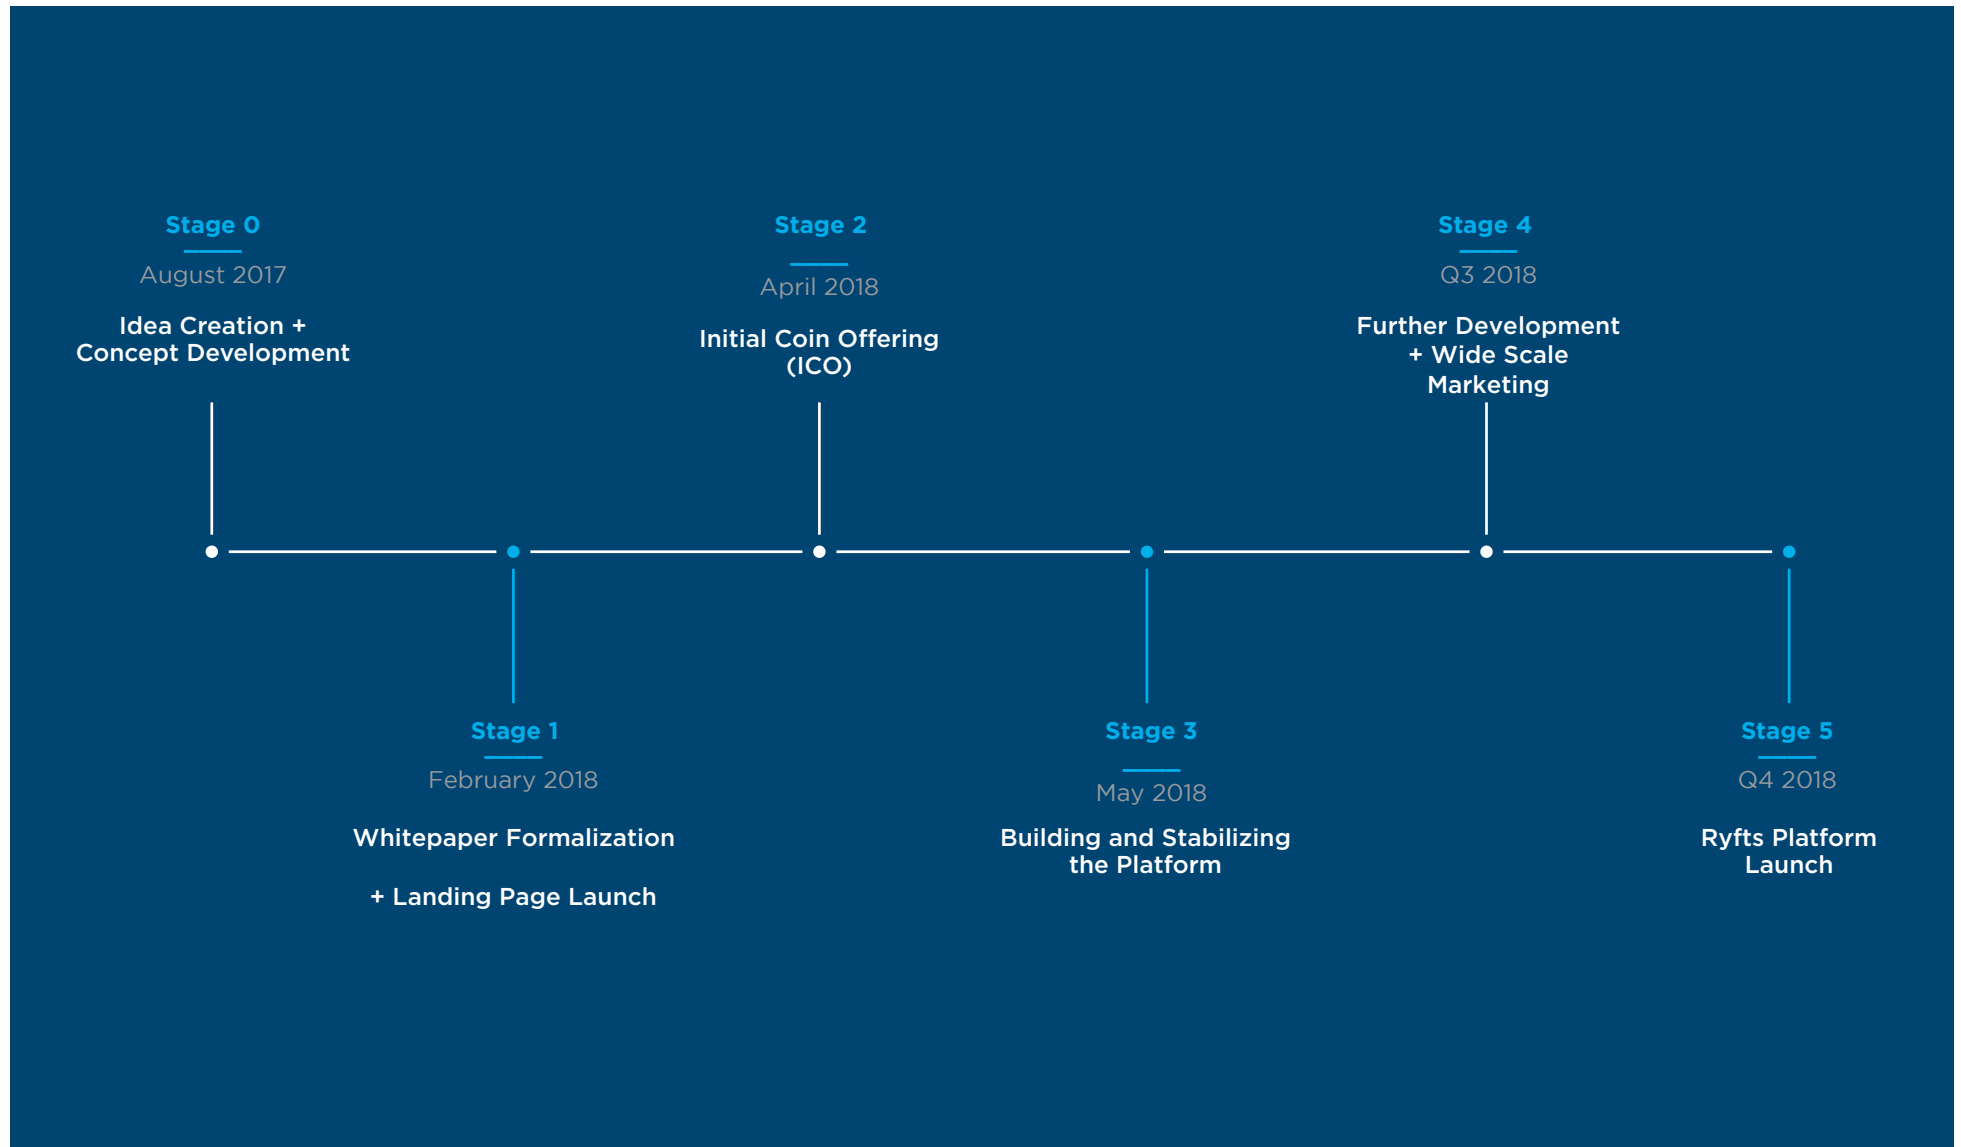 Stage 0
August 2017
Idea Creation +
Concept Development
Stage 1
February 2018
Whitepaper Formalization
+ Landing Page Launch
Stage 2
April 2018
Initial Coin Offering
(ICO)
Stage 3
May 2018
Building and Stabilizing
the Platform
Stage 4
Q3 2018
Further Development
+ Wide Scale
Marketing
Stage 5
Q4 2018
Ryfts Platform
Launch